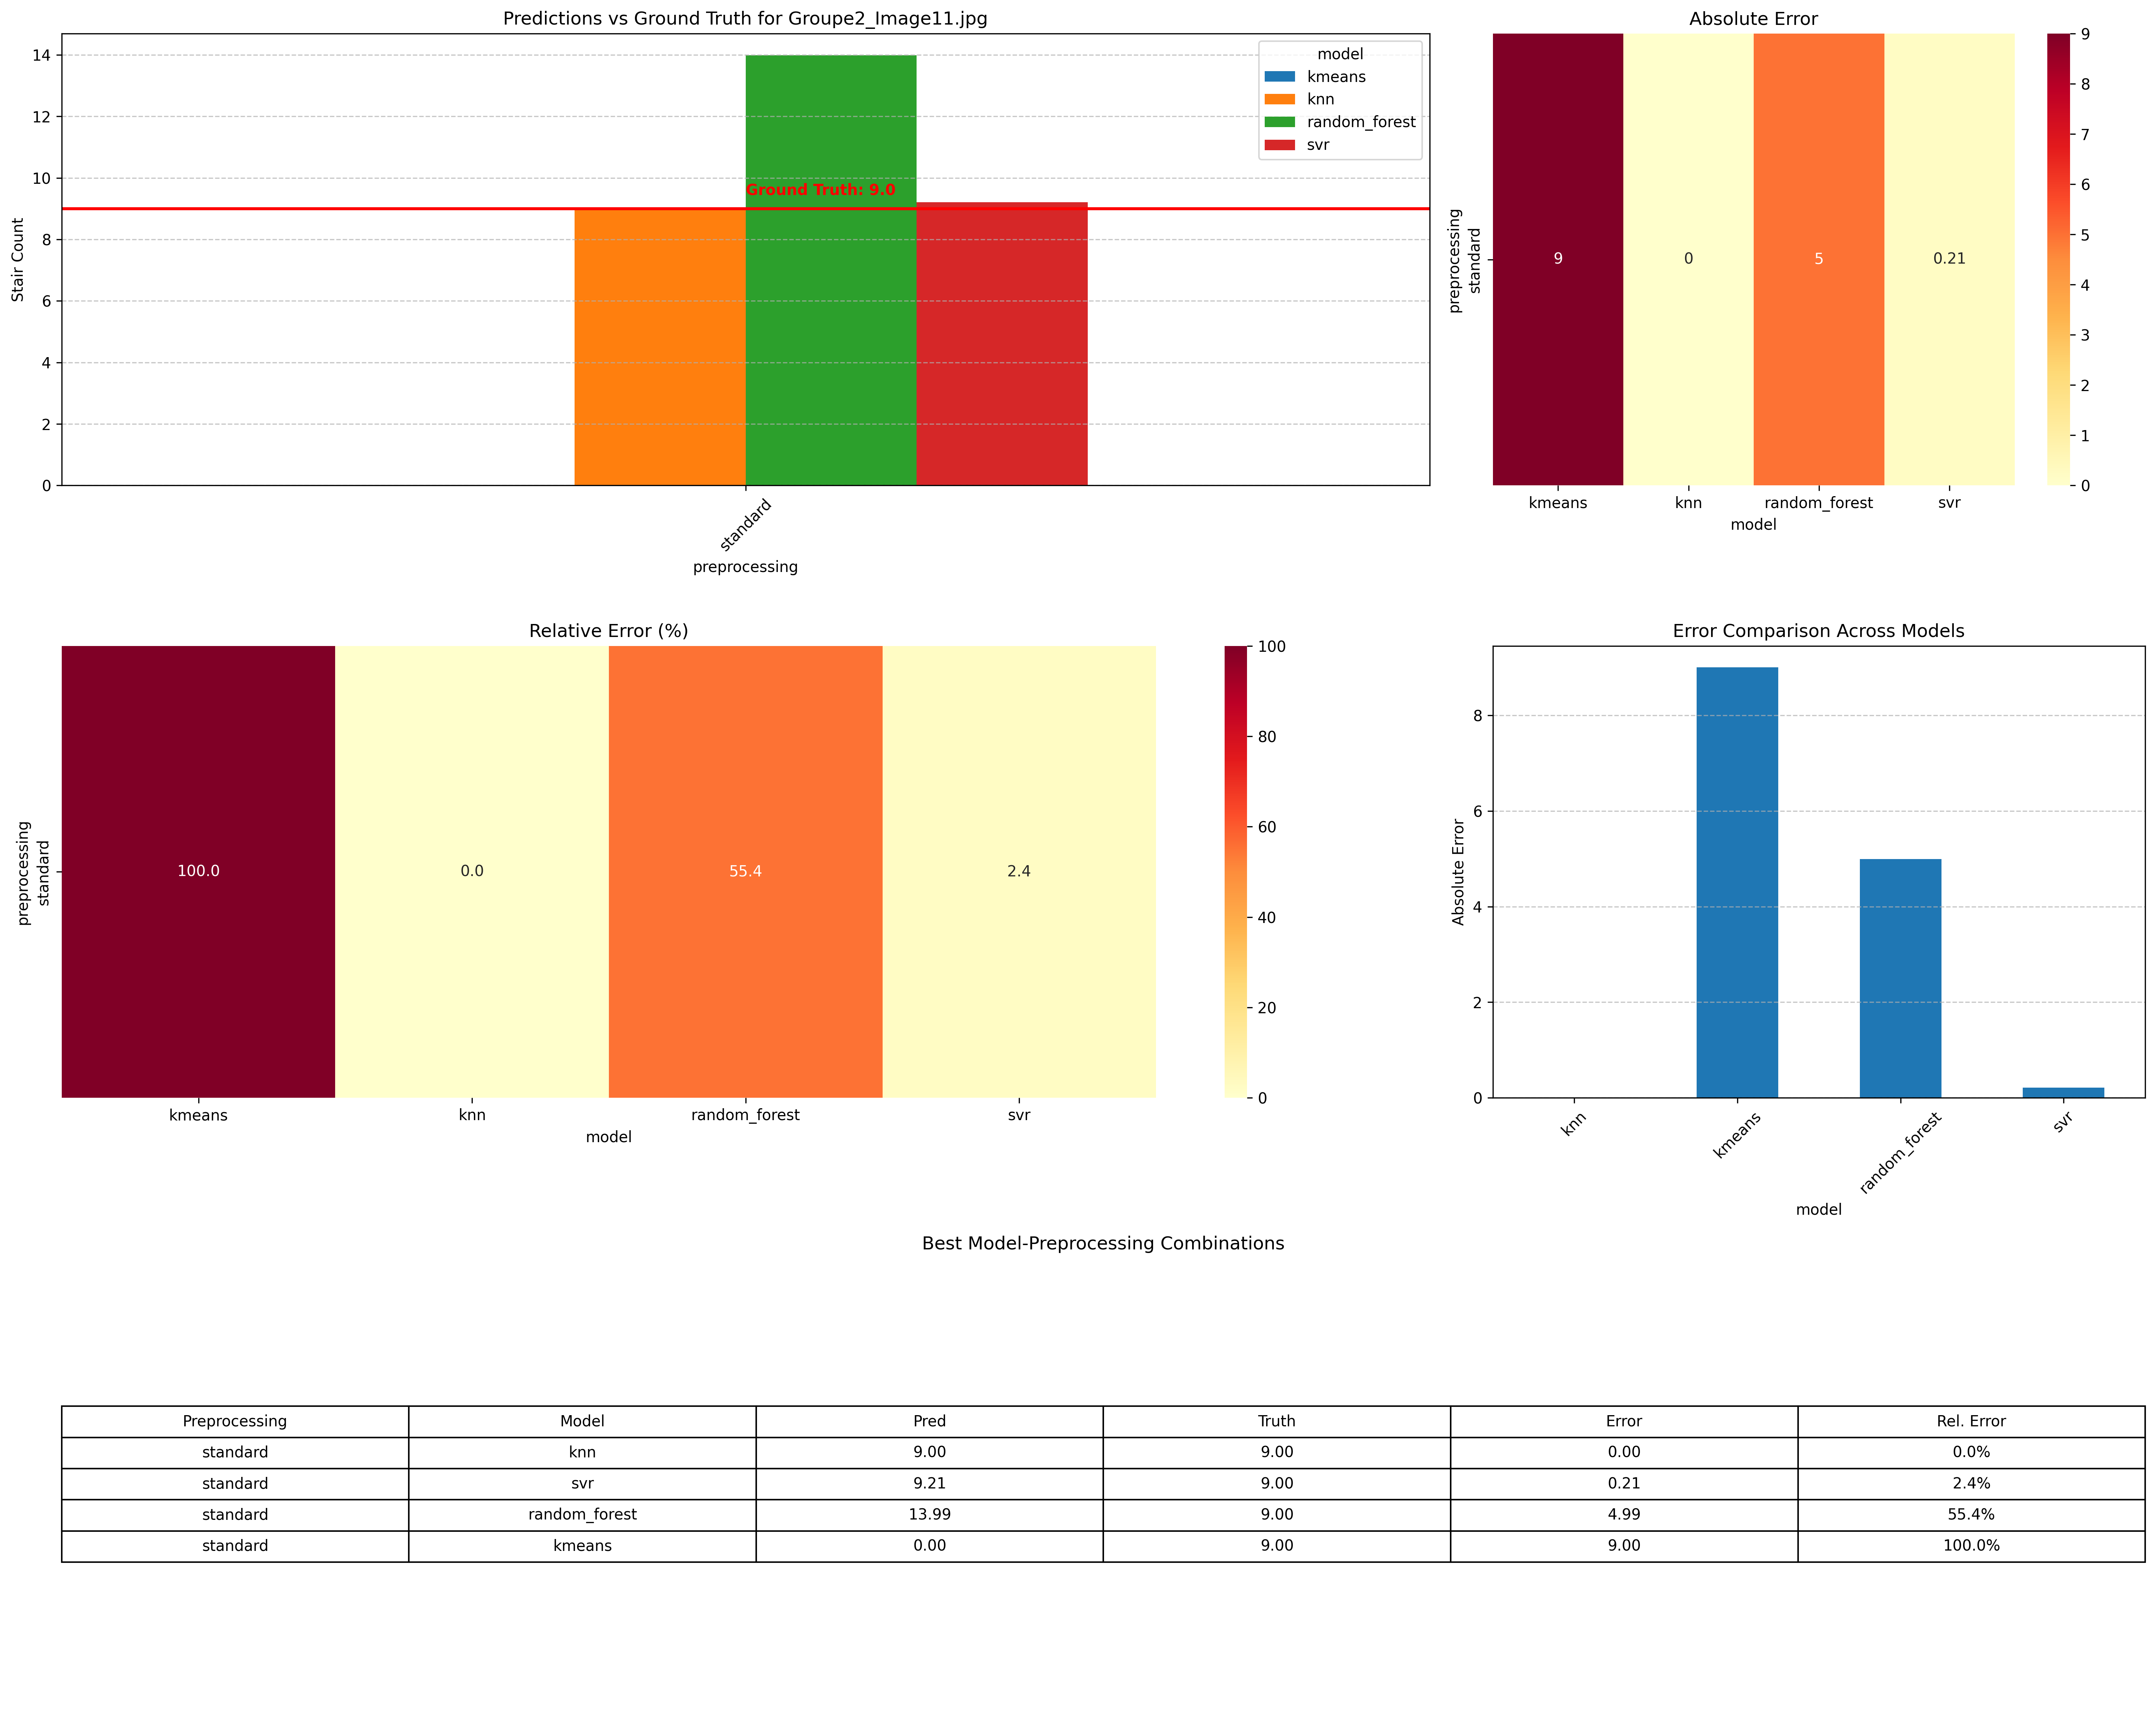 Predictions vs Ground Truth for Groupe2_Image11.jpg
Stair Count
14
12
10
8
6
4
2
0
model
kmeans
knn
random_forest
svr
Ground Truth: 9.0
standard
preprocessing
Absolute Error
preprocessing
standard
9 0 5 0.21
kmeans knn random_forest svr
model
9
8
7
6
5
4
3
2
1
0
Relative Error (%)
preprocessing
standard
100.0 0.0 55.4 2.4
kmeans knn random_forest svr
model
100
80
60
40
20
0
Error Comparison Across Models
Absolute Error
8
6
4
2
0
knn kmeans random_forest svr
model
Best Model-Preprocessing Combinations
Preprocessing Model Pred Truth Error Rel. Error
standard knn 9.00 9.00 0.00 0.0%
standard svr 9.21 9.00 0.21 2.4%
standard random_forest 13.99 9.00 4.99 55.4%
standard kmeans 0.00 9.00 9.00 100.0%